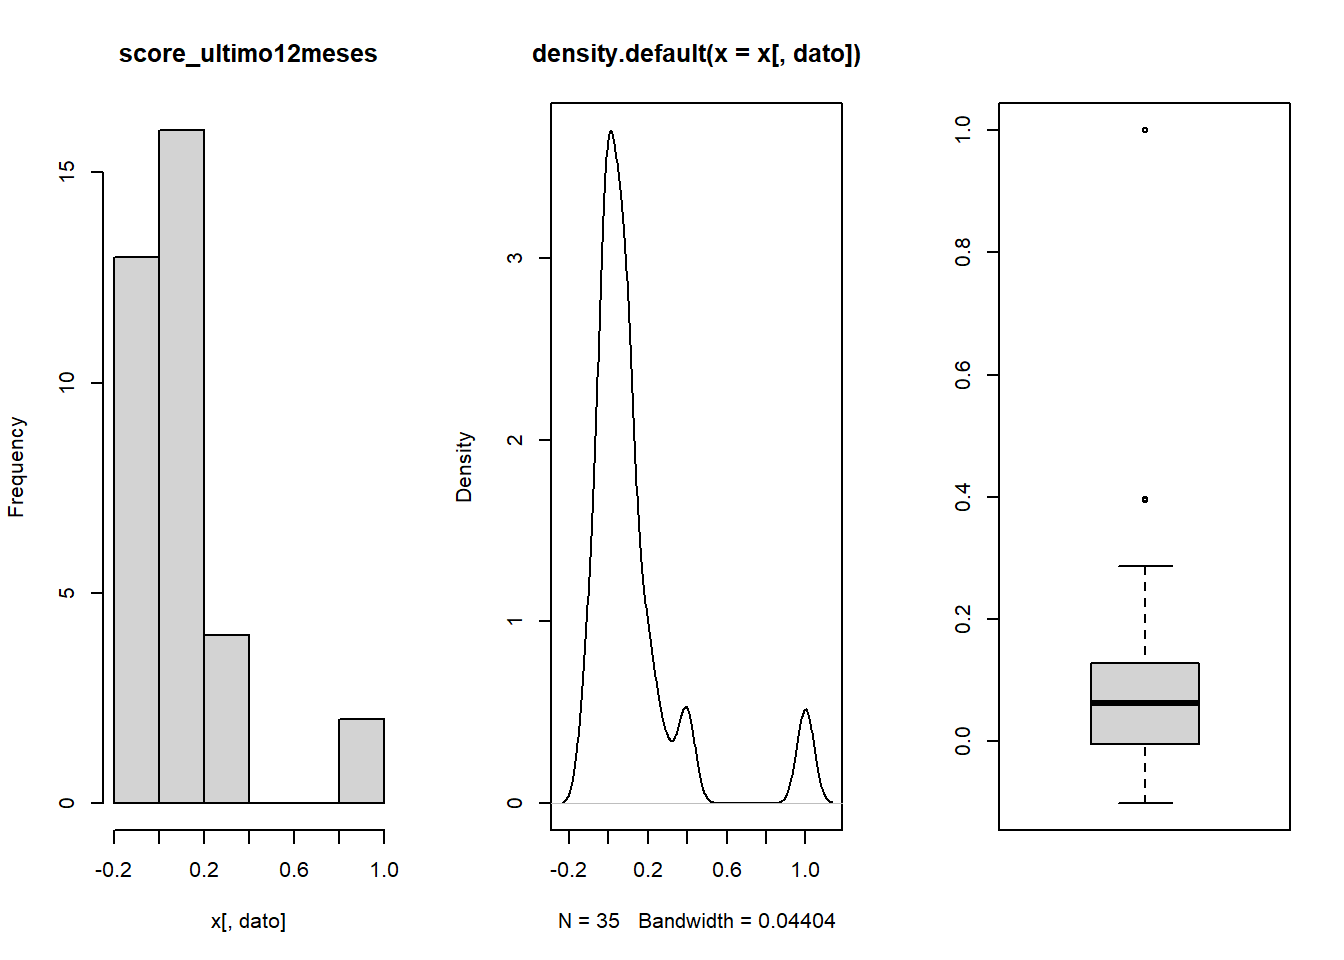 score_ultimo12meses
Frequency
15
10
5
0
-0.2 0.2 0.6 1.0
x[, dato]
density.default(x = x[, dato])
Density
3
2
1
0
-0.2 0.2 0.6 1.0
N = 35 Bandwidth = 0.04404
1.0
0.8
0.6
0.4
0.2
0.0